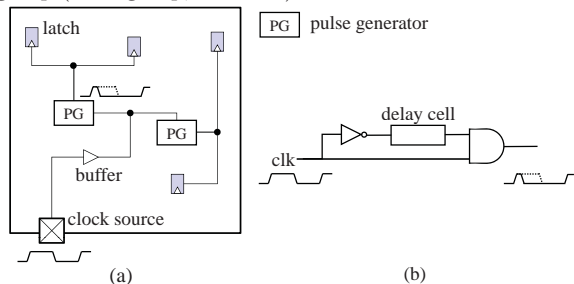 latch
PG
PG
buffer
clock source
(a)
PG pulse generator
delay cell
clk
(b)